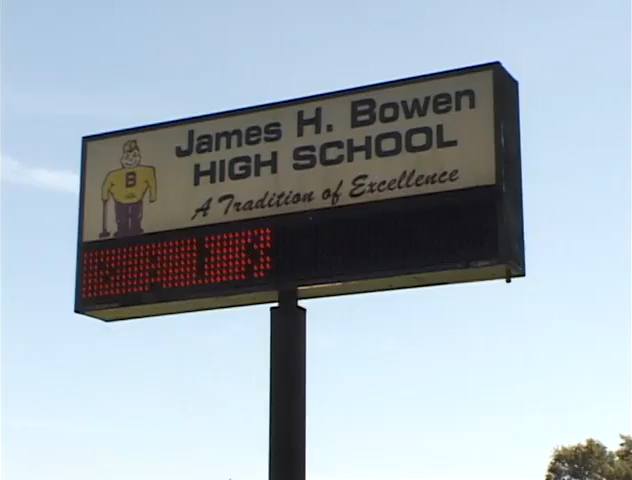 James H. Bowen
HIGH SCHOOL
A Tradition of Excellence
B